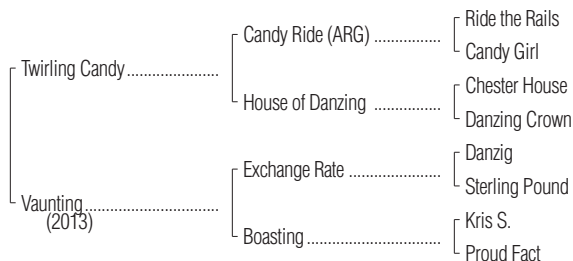 Ride the Rails
Candy Ride (ARG) ................
Candy Girl
Twirling Candy ......................
Chester House
House of Danzing ................
Danzing Crown
Danzig
Exchange Rate ......................
Sterling Pound
Vaunting ................................
(2013)
Kris S.
Boasting ................................
Proud Fact